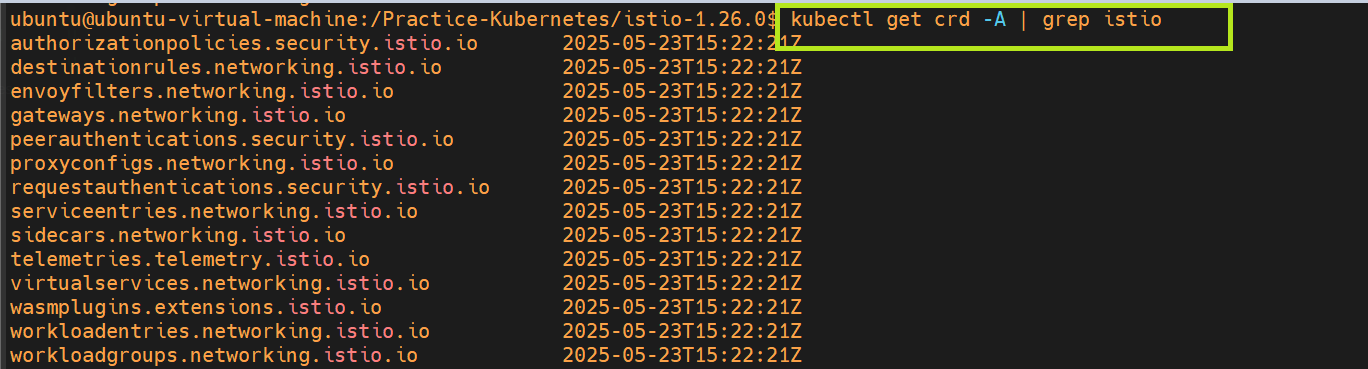 ubuntu@ubuntu-virtual-machine:/Practice-Kubernetes/istio-1.26.0$ kubectl get crd -A | grep istio
authorizationpolicies.security.istio.io 2025-05-23T15:22:21Z
destinationrules.networking.istio.io 2025-05-23T15:22:21Z
envoyfilters.networking.istio.io 2025-05-23T15:22:21Z
gateways.networking.istio.io 2025-05-23T15:22:21Z
peerauthentications.security.istio.io 2025-05-23T15:22:21Z
proxyconfigs.networking.istio.io 2025-05-23T15:22:21Z
requestauthentications.security.istio.io 2025-05-23T15:22:21Z
serviceentries.networking.istio.io 2025-05-23T15:22:21Z
sidecars.networking.istio.io 2025-05-23T15:22:21Z
telemetries.telemetry.istio.io 2025-05-23T15:22:21Z
virtualservices.networking.istio.io 2025-05-23T15:22:21Z
wasmplugins.extensions.istio.io 2025-05-23T15:22:21Z
workloadentries.networking.istio.io 2025-05-23T15:22:21Z
workloadgroups.networking.istio.io 2025-05-23T15:22:21Z